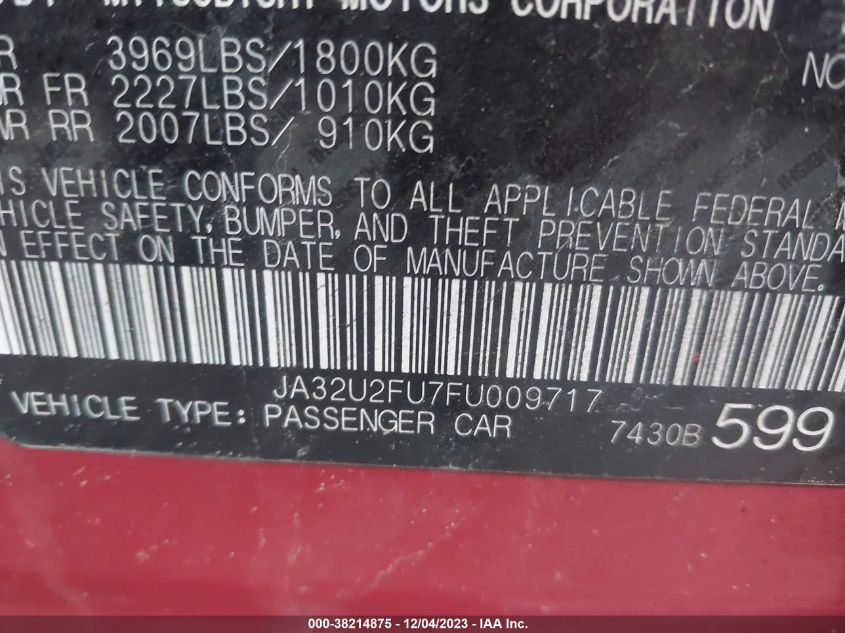 MITSUBISHI MOTORS CORPORATION
3969LBS/1800KG
FR 2227LBS/1010KG
RR 2007LBS/ 910KG
VEHICLE CONFORMS TO ALL APPLICABLE FEDERAL
SAFETY, BUMPER, AND THEFT PREVENTION
EFFECT ON THE DATE OF MANUFACTURE SHOWN ABOVE.
JA32U2FU7FU009717
VEHICLE TYPE: PASSENGER CAR 7430B 599
000-38214875 - 12/04/2023 - IAA Inc.